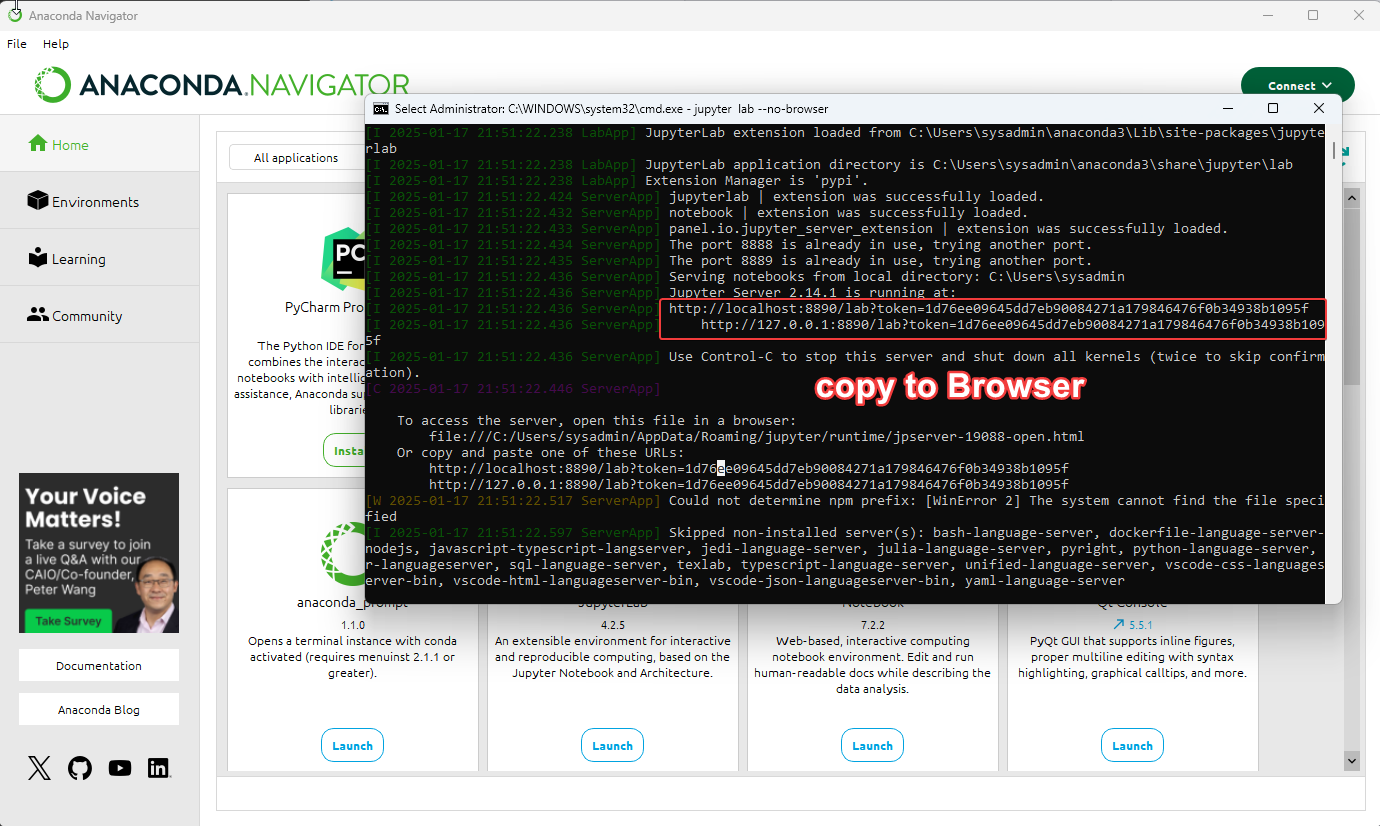 Anaconda Navigator
File Help
ANACONDA.NAVIGATOR
Connect
Home
Environments
Learning
Community
Your Voice
Matters!
Take a survey to join
a live Q&A with our
CAIO/Co-founder,
Peter Wang
Take Survey
Documentation
Anaconda Blog
All applications
PC
PyCharm Pro
The Python IDE for
combines the interac
notebooks with intellig
assistance, Anaconda su
librarie
Insta
Select Administrator: C:\WINDOWS\system32\cmd.exe - jupyter lab --no-browser
[I 2025-01-17 21:51:22.238 LabApp] JupyterLab extension loaded from C:\Users\sysadmin\anaconda3\Lib\site-packages\jupyte
rlab
[I 2025-01-17 21:51:22.238 LabApp] JupyterLab application directory is C:\Users\sysadmin\anaconda3\share\jupyter\lab
[I 2025-01-17 21:51:22.238 LabApp] Extension Manager is 'pypi'.
[I 2025-01-17 21:51:22.424 ServerApp] jupyterlab | extension was successfully loaded.
[I 2025-01-17 21:51:22.432 ServerApp] notebook | extension was successfully loaded.
[I 2025-01-17 21:51:22.433 ServerApp] panel.io.jupyter_server_extension | extension was successfully loaded.
[I 2025-01-17 21:51:22.434 ServerApp] The port 8888 is already in use, trying another port.
[I 2025-01-17 21:51:22.435 ServerApp] The port 8889 is already in use, trying another port.
[I 2025-01-17 21:51:22.436 ServerApp] Serving notebooks from local directory: C:\Users\sysadmin
[I 2025-01-17 21:51:22.436 ServerApp] Jupyter Server 2.14.1 is running at:
[I 2025-01-17 21:51:22.436 ServerApp] http://localhost:8890/lab?token=1d76ee09645dd7eb90084271a179846476f0b34938b1095f
[I 2025-01-17 21:51:22.436 ServerApp] http://127.0.0.1:8890/lab?token=1d76ee09645dd7eb90084271a179846476f0b34938b109
5f
[I 2025-01-17 21:51:22.436 ServerApp] Use Control-C to stop this server and shut down all kernels (twice to skip confirm
ation).
[C 2025-01-17 21:51:22.446 ServerApp]
copy to Browser
To access the server, open this file in a browser:
file:///C:/Users/sysadmin/AppData/Roaming/jupyter/runtime/jpserver-19088-open.html
Or copy and paste one of these URLs:
http://localhost:8890/lab?token=1d76ee09645dd7eb90084271a179846476f0b34938b1095f
http://127.0.0.1:8890/lab?token=1d76ee09645dd7eb90084271a179846476f0b34938b1095f
[W 2025-01-17 21:51:22.517 ServerApp] Could not determine npm prefix: [WinError 2] The system cannot find the file speci
fied
[I 2025-01-17 21:51:22.597 ServerApp] Skipped non-installed server(s): bash-language-server, dockerfile-language-server-
nodejs, javascript-typescript-langserver, jedi-language-server, julia-language-server, pyright, python-language-server,
r-languageserver, sql-language-server, texlab, typescript-language-server, unified-language-server, vscode-css-languages
erver-bin, vscode-html-languageserver-bin, vscode-json-languageserver-bin, yaml-language-server
anaconda_prompt
1.1.0
Opens a terminal instance with conda
activated (requires menuinst 2.1.1 or
greater).
Launch
JupyterLab
4.2.5
An extensible environment for interactive
and reproducible computing, based on the
Jupyter Notebook and Architecture.
Launch
Notebook
7.2.2
Web-based, interactive computing
notebook environment. Edit and run
human-readable docs while describing the
data analysis.
Launch
Qt Console
5.5.1
PyQt GUI that supports inline figures,
proper multiline editing with syntax
highlighting, graphical calltips, and more.
Launch